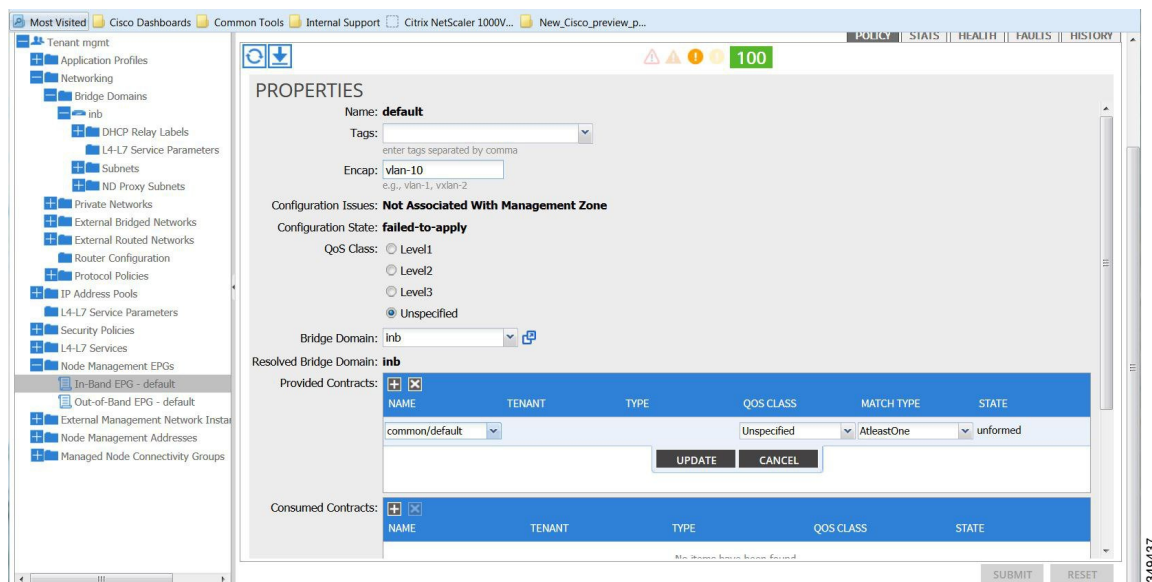 Most Visited Cisco Dashboards Common Tools Internal Support Citrix NetScaler 1000V... New_Cisco_preview_p...
Tenant mgmt
Application Profiles
Networking
Bridge Domains
inb
DHCP Relay Labels
L4-L7 Service Parameters
Subnets
ND Proxy Subnets
Private Networks
External Bridged Networks
External Routed Networks
Router Configuration
Protocol Policies
IP Address Pools
L4-L7 Service Parameters
Security Policies
L4-L7 Services
Node Management EPGs
In-Band EPG - default
Out-of-Band EPG - default
External Management Network Instan
Node Management Addresses
Managed Node Connectivity Groups
POLICY STATS HEALTH FAULTS HISTORY
100
PROPERTIES
Name: default
Tags:
enter tags separated by comma
Encap: vlan-10
e.g., vlan-1, vxlan-2
Configuration Issues: Not Associated With Management Zone
Configuration State: failed-to-apply
QoS Class: Level1
Level2
Level3
Unspecified
Bridge Domain: inb
Resolved Bridge Domain: inb
Provided Contracts:
NAME TENANT TYPE QOS CLASS MATCH TYPE STATE
common/default Unspecified AtleastOne unformed
UPDATE CANCEL
Consumed Contracts:
NAME TENANT TYPE QOS CLASS STATE
No items have been found
SUBMIT RESET
349437